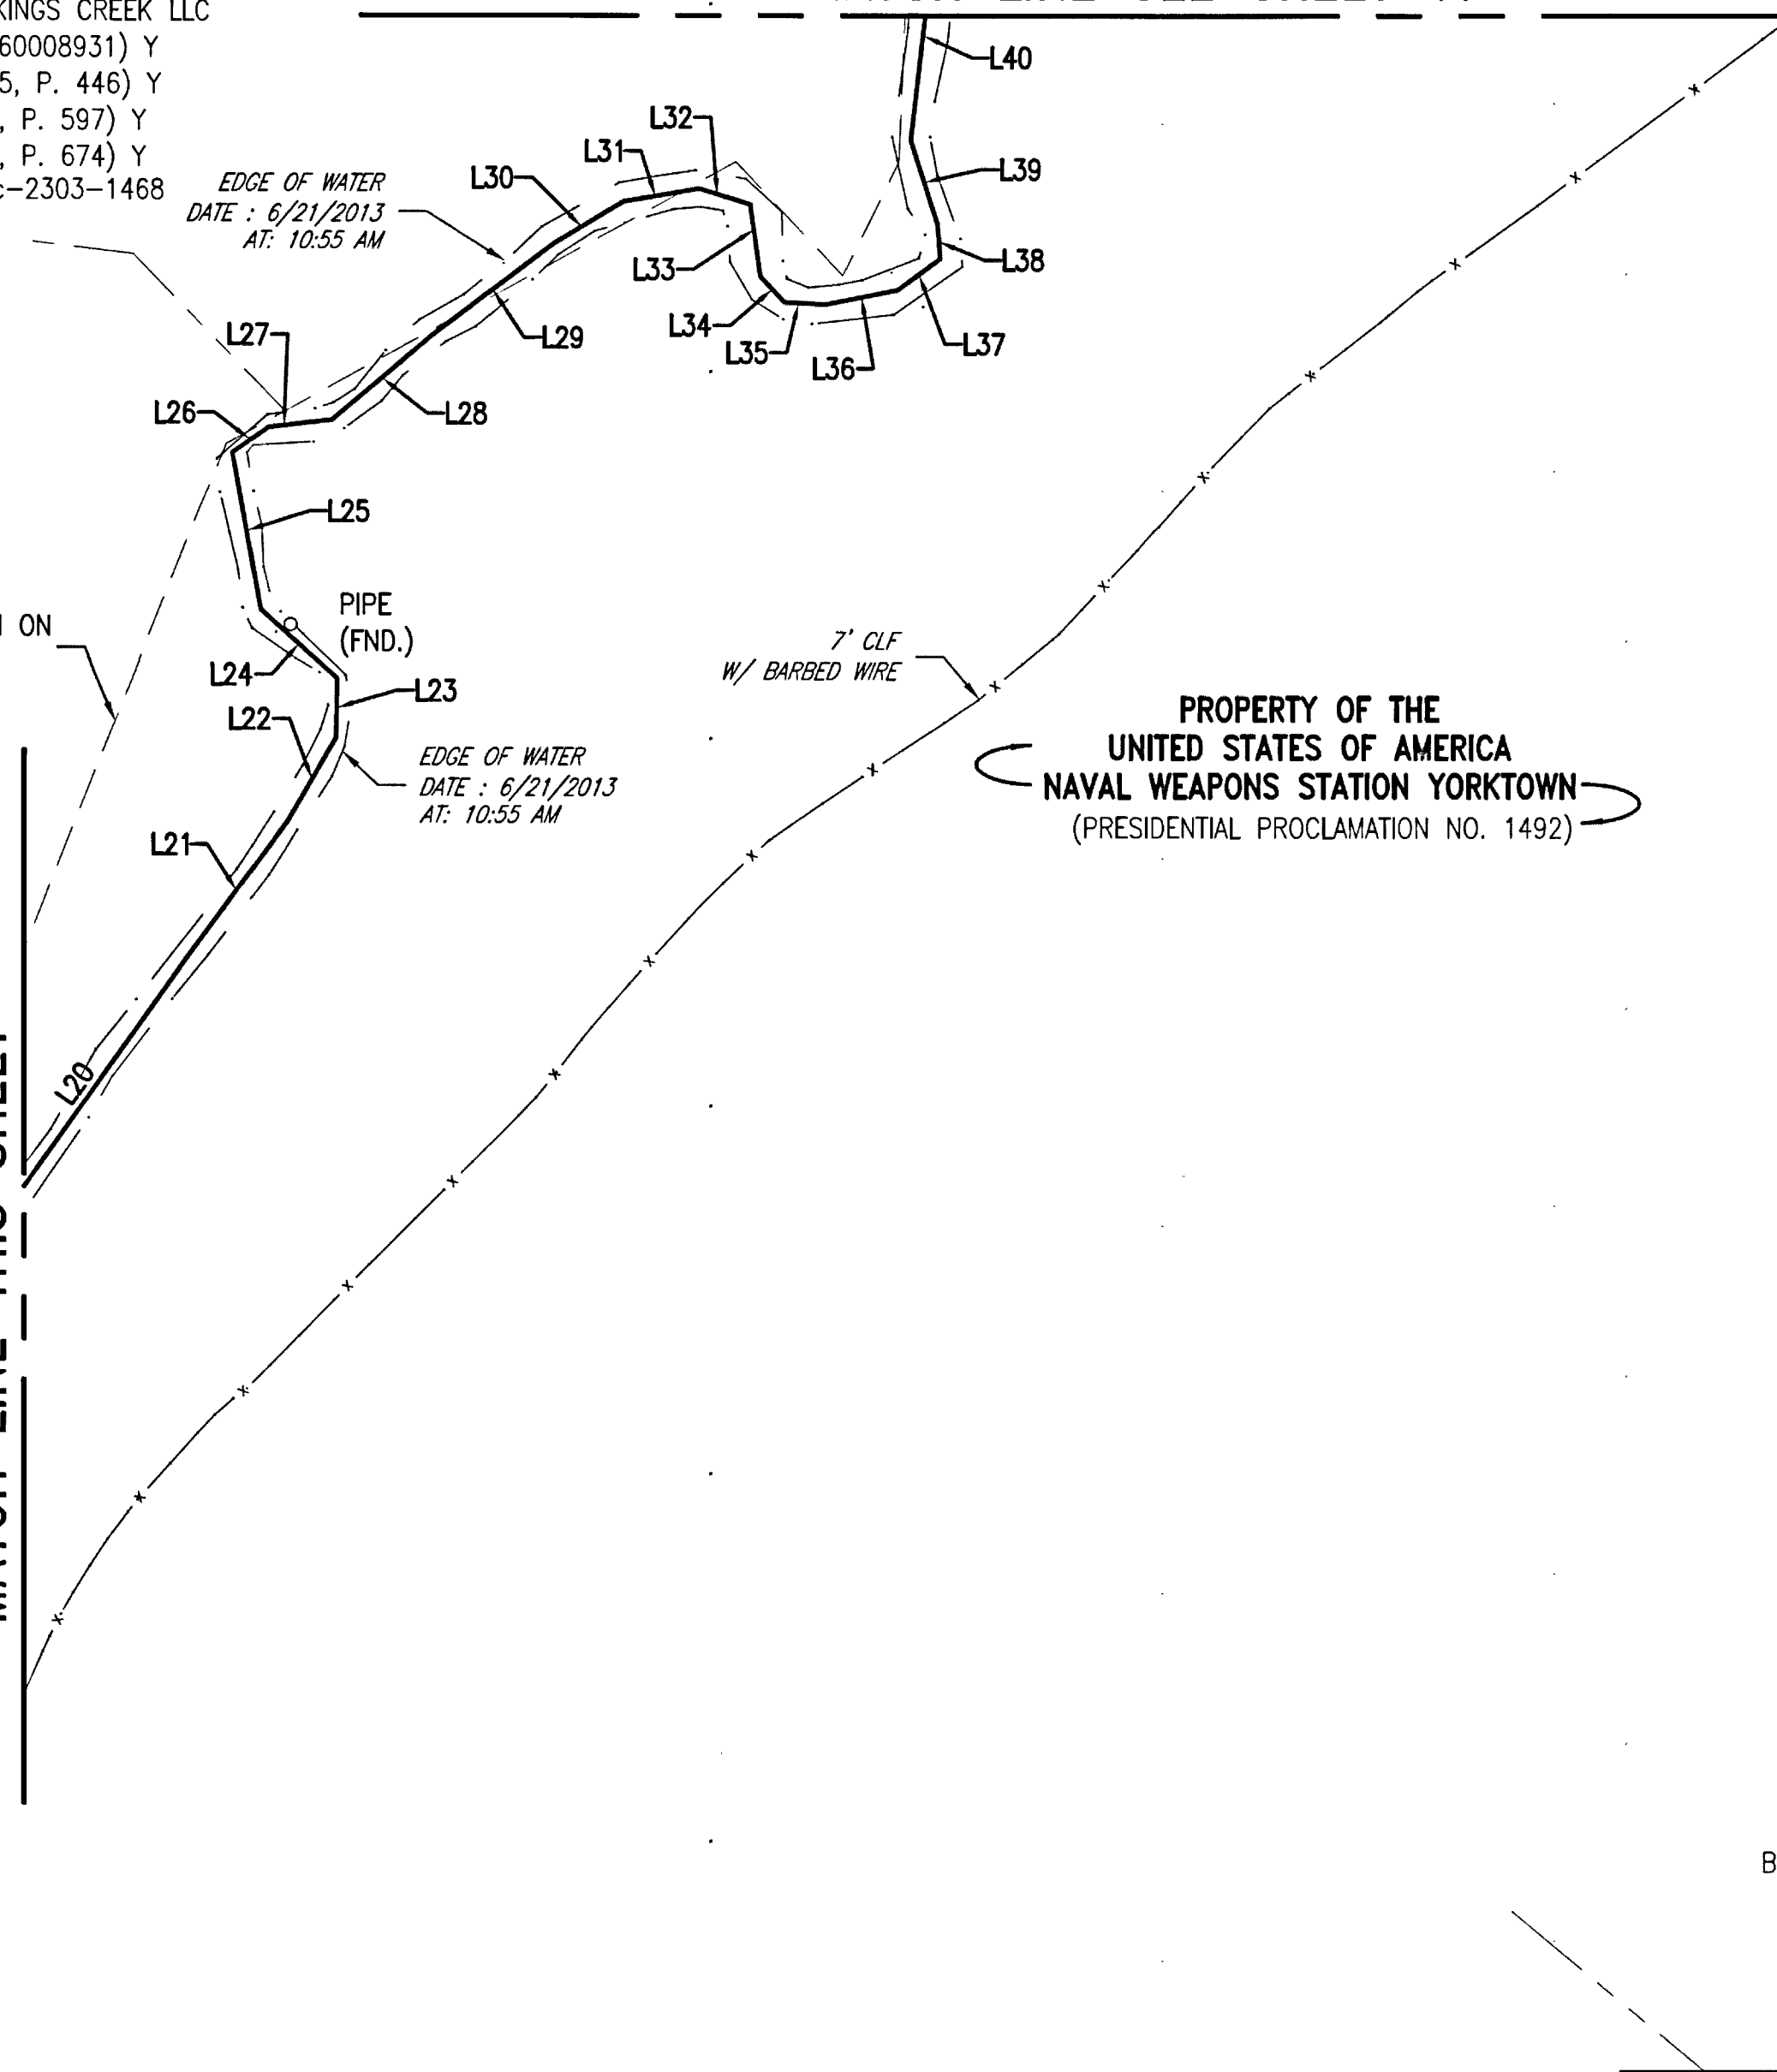 KINGS CREEK LLC
60008931) Y
5, P. 446) Y
, P. 597) Y
, P. 674) Y
-2303-1468
EDGE OF WATER
DATE : 6/21/2013
AT: 10:55 AM
L40
L32
L31
L39
L30
L33
L38
L34
L35
L36
L37
L27
L29
L26
L28
L25
ON
PIPE
(FND.)
L24
L23
L22
EDGE OF WATER
DATE : 6/21/2013
AT: 10:55 AM
L21
L20
7' CLF
W/ BARBED WIRE
PROPERTY OF THE
UNITED STATES OF AMERICA
NAVAL WEAPONS STATION YORKTOWN
(PRESIDENTIAL PROCLAMATION NO. 1492)
B